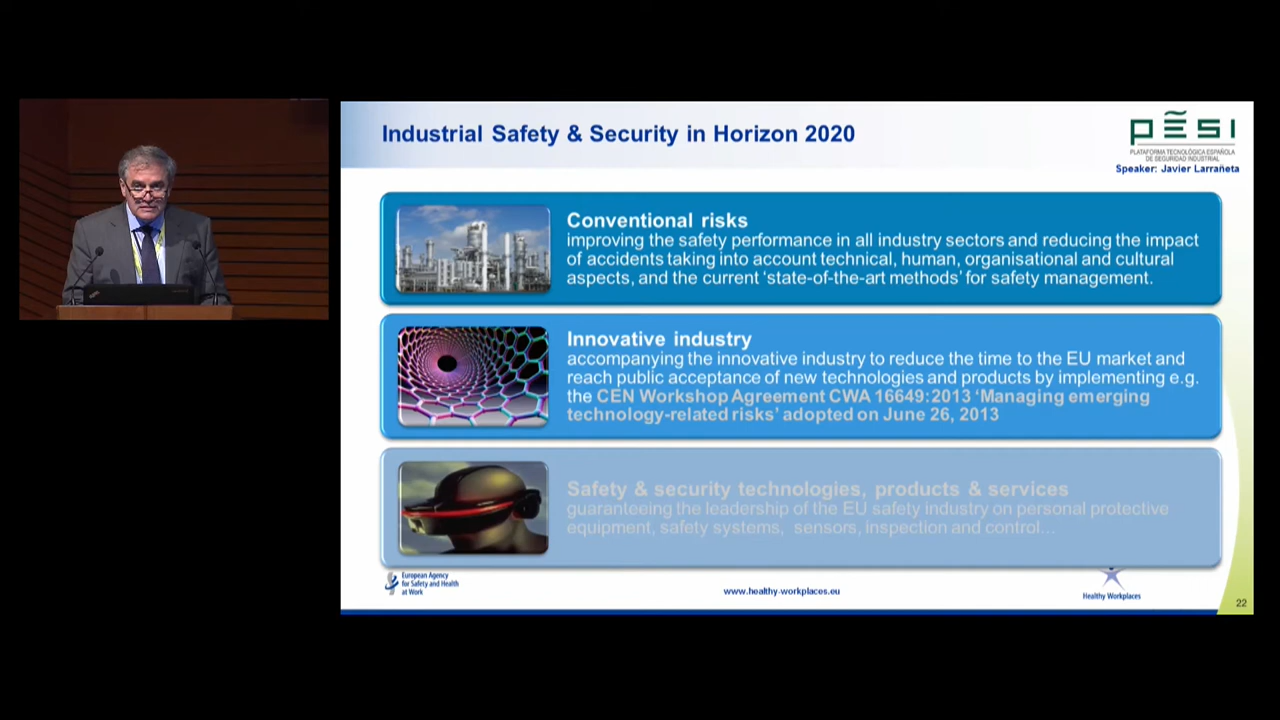 Industrial Safety & Security in Horizon 2020
pẽsi
PLATAFORMA TECNOLÓGICA ESPAÑOLA
DE SEGURIDAD INDUSTRIAL
Speaker: Javier Larrañeta
Conventional risks
improving the safety performance in all industry sectors and reducing the impact
of accidents taking into account technical, human, organisational and cultural
aspects, and the current ‘state-of-the-art methods’ for safety management.
Innovative industry
accompanying the innovative industry to reduce the time to the EU market and
reach public acceptance of new technologies and products by implementing e.g.
the CEN Workshop Agreement CWA 16649:2013 ‘Managing emerging
technology-related risks’ adopted on June 26, 2013
Safety & security technologies, products & services
guaranteeing the leadership of the EU safety industry on personal protective
equipment, safety systems, sensors, inspection and control...
European Agency
for Safety and Health
at Work
www.healthy-workplaces.eu
Healthy Workplaces
22